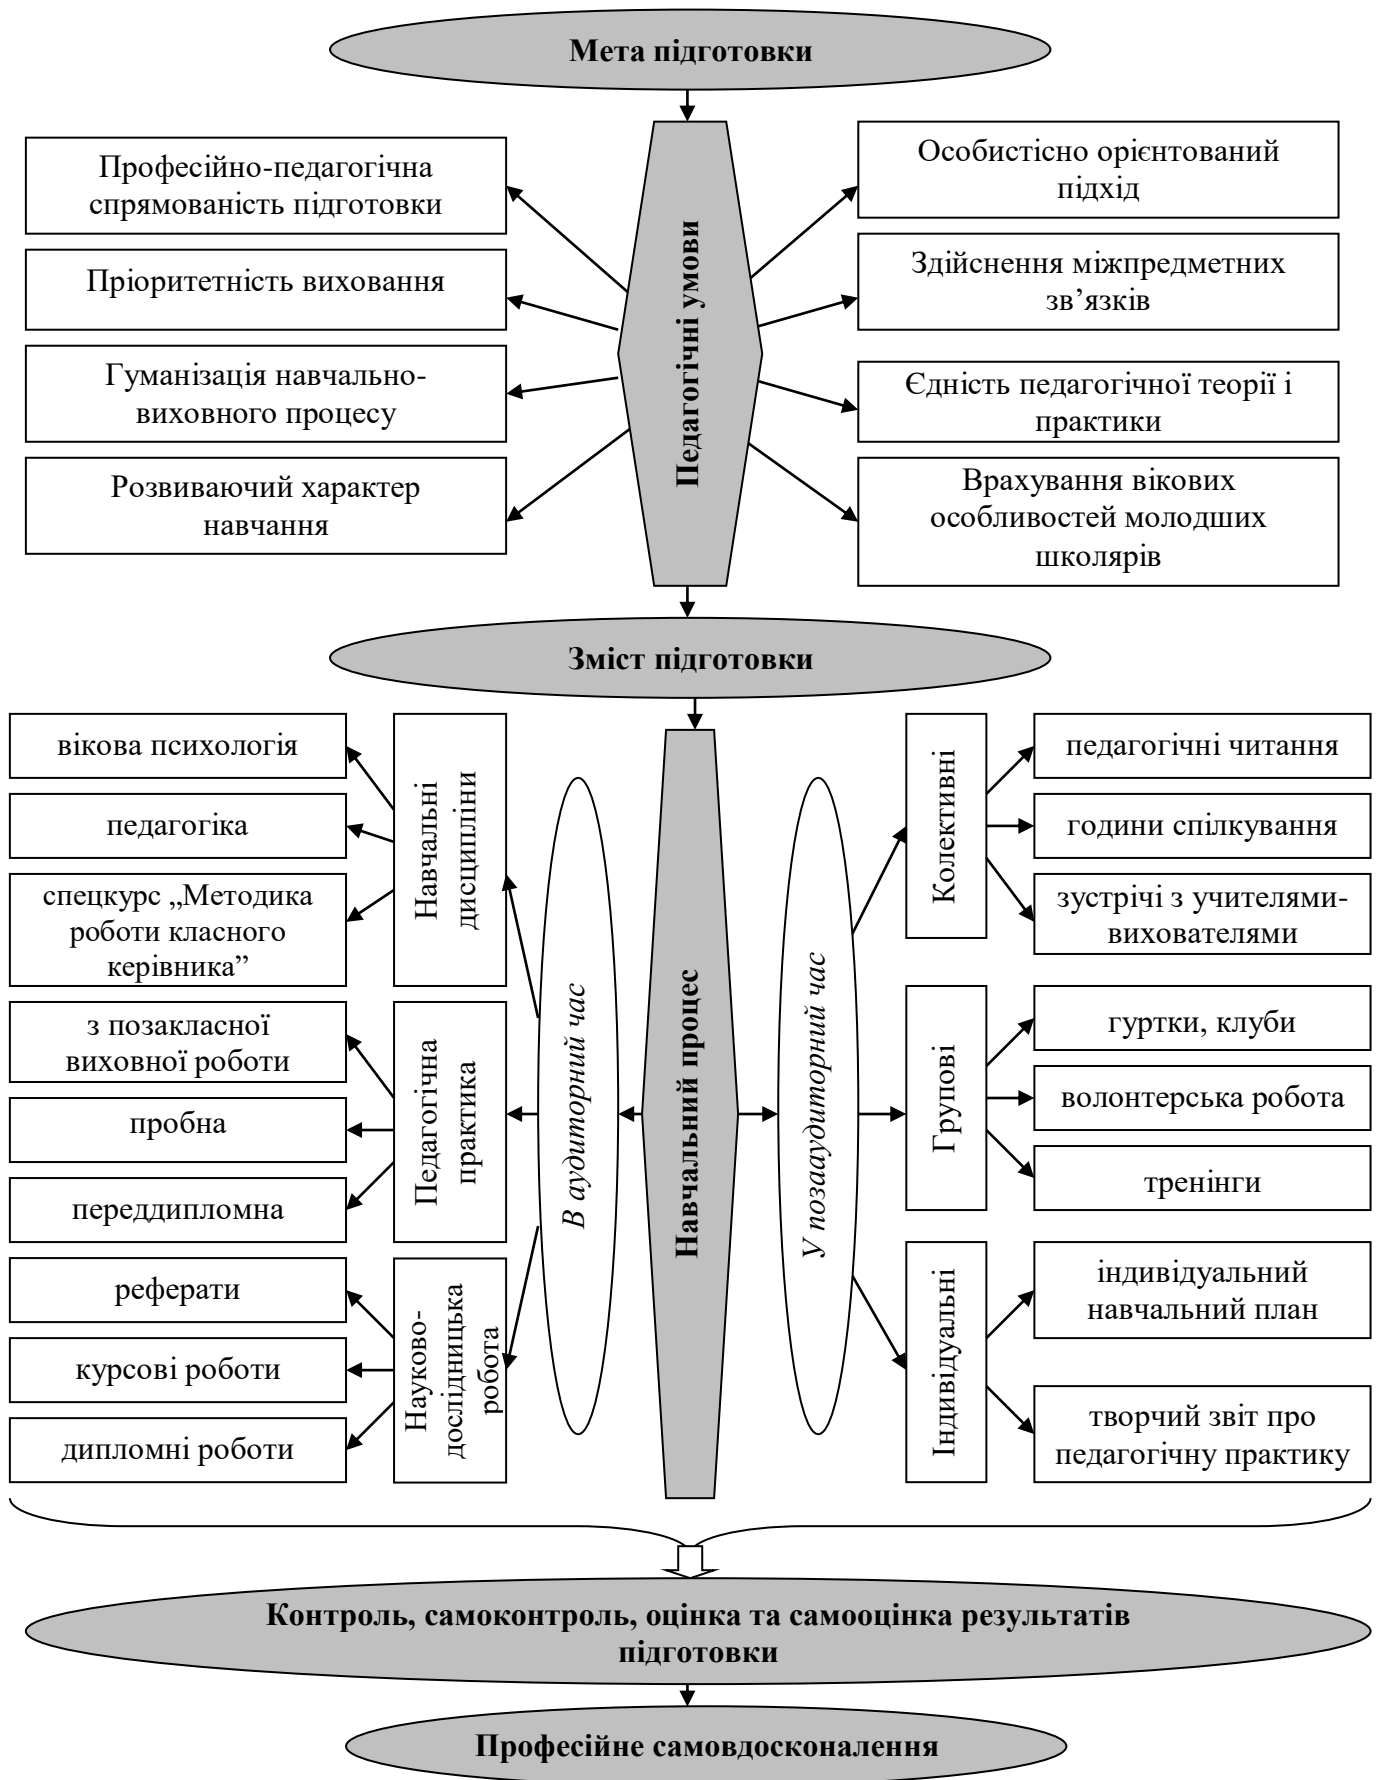 Мета підготовки
Професійно-педагогічна
спрямованість підготовки
Пріоритетність виховання
Гуманізація навчально-
виховного процесу
Розвиваючий характер
навчання
Педагогічні умови
Особистісно орієнтований
підхід
Здійснення міжпредметних
зв’язків
Єдність педагогічної теорії і
практики
Врахування вікових
особливостей молодших
школярів
Зміст підготовки
вікова психологія
педагогіка
спецкурс „Методика
роботи класного
керівника”
з позакласної
виховної роботи
пробна
переддипломна
реферати
курсові роботи
дипломні роботи
Навчальні
дисципліни
Педагогічна
практика
Науково-
дослідницька
робота
В аудиторний час
Навчальний процес
У позааудиторний час
Колективні
Групові
Індивідуальні
педагогічні читання
години спілкування
зустрічі з учителями-
вихователями
гуртки, клуби
волонтерська робота
тренінги
індивідуальний
навчальний план
творчий звіт про
педагогічну практику
Контроль, самоконтроль, оцінка та самооцінка результатів
підготовки
Професійне самовдосконалення